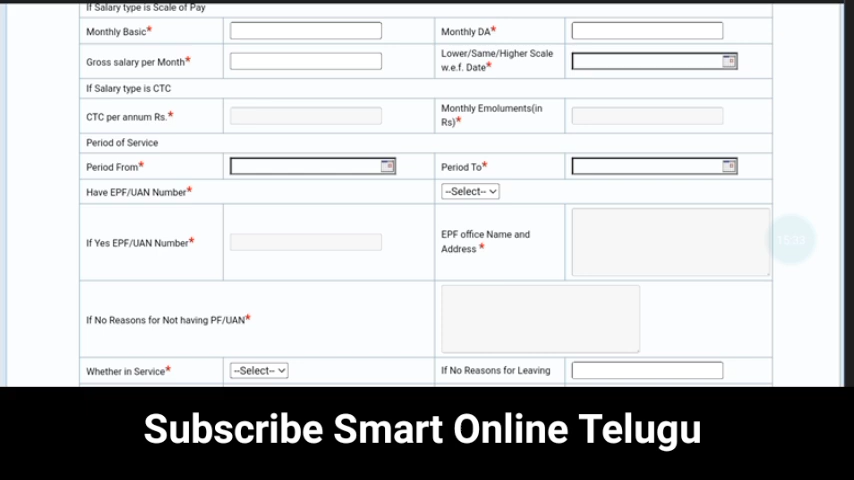 If Salary type is Scale of Pay
Monthly Basic* Monthly DA*
Gross salary per Month* Lower/Same/Higher Scale w.e.f. Date*
If Salary type is CTC
CTC per annum Rs.* Monthly Emoluments(in Rs)*
Period of Service
Period From* Period To*
Have EPF/UAN Number* --Select--
If Yes EPF/UAN Number* EPF office Name and Address *
If No Reasons for Not having PF/UAN*
Whether in Service* --Select-- If No Reasons for Leaving
Subscribe Smart Online Telugu